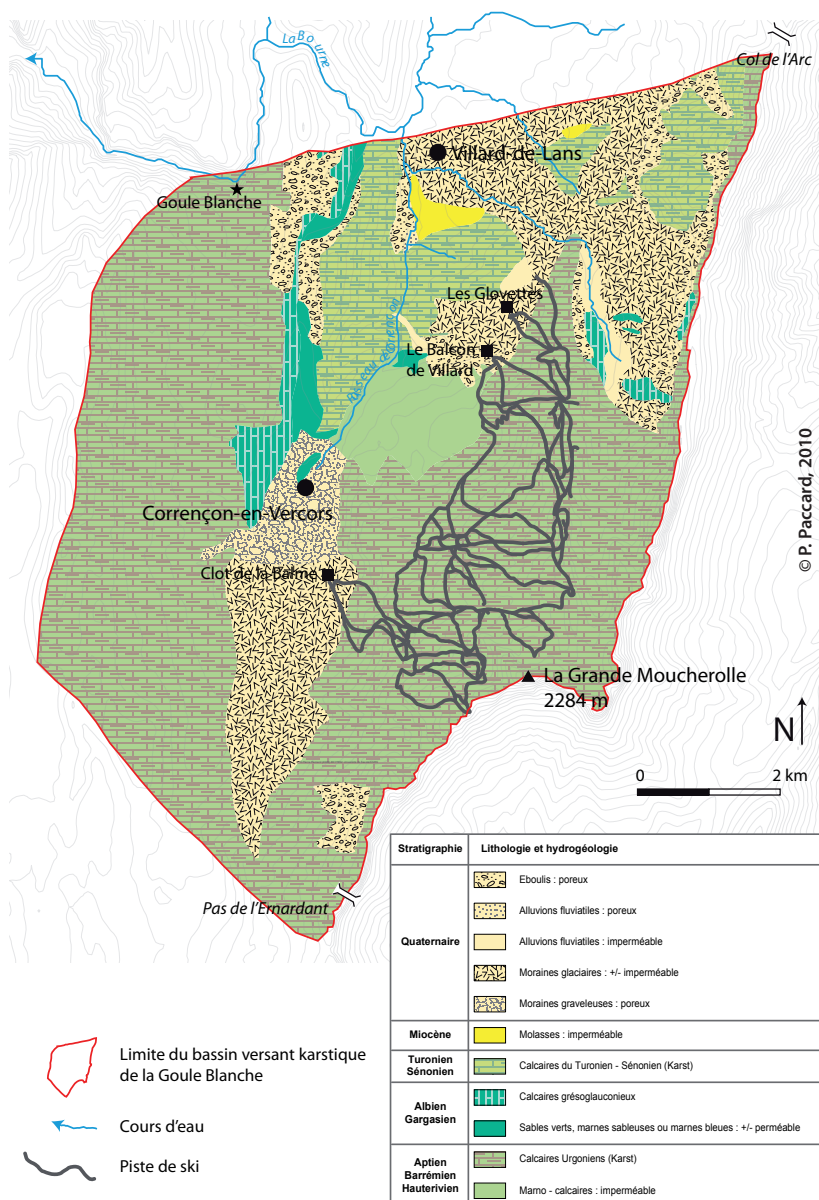 La Bourne
Col de l'Arc
Villard-de-Lans
Goule Blanche
Les Glovettes
Le Balcon
de Villard
Corrençon-en-Vercors
Clot de la Balme
La Grande Moucherolle
2284 m
© P. Paccard, 2010
N
0 2 km
Pas de l'Ernardant
Stratigraphie Lithologie et hydrogéologie
Quaternaire
Eboulis : poreux
Alluvions fluviatiles : poreux
Alluvions fluviatiles : imperméable
Moraines glaciaires : +/- imperméable
Moraines graveleuses : poreux
Miocène Molasses : imperméable
Turonien
Sénonien
Calcaires du Turonien - Sénonien (Karst)
Albien
Gargasien
Calcaires grésoglauconieux
Sables verts, marnes sableuses ou marnes bleues : +/- perméable
Aptien
Barrémien
Hauterivien
Calcaires Urgoniens (Karst)
Marno - calcaires : imperméable
Limite du bassin versant karstique
de la Goule Blanche
Cours d'eau
Piste de ski